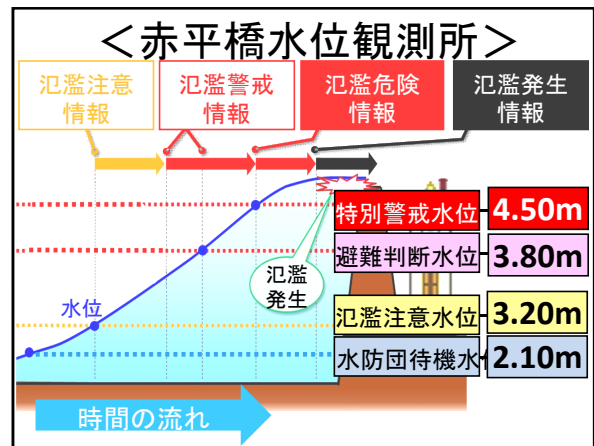 ＜赤平橋水位観測所＞
氾濫注意
情報
氾濫警戒
情報
氾濫危険
情報
氾濫発生
情報
特別警戒水位
4.50m
避難判断水位
3.80m
氾濫
発生
水位
氾濫注意水位
3.20m
水防団待機水
2.10m
時間の流れ